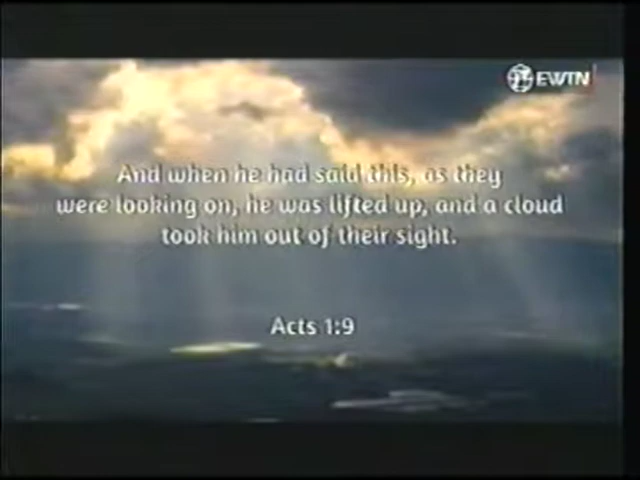 EWTN
And when he had said this, as they
were looking on, he was lifted up, and a cloud
took him out of their sight.
Acts 1:9